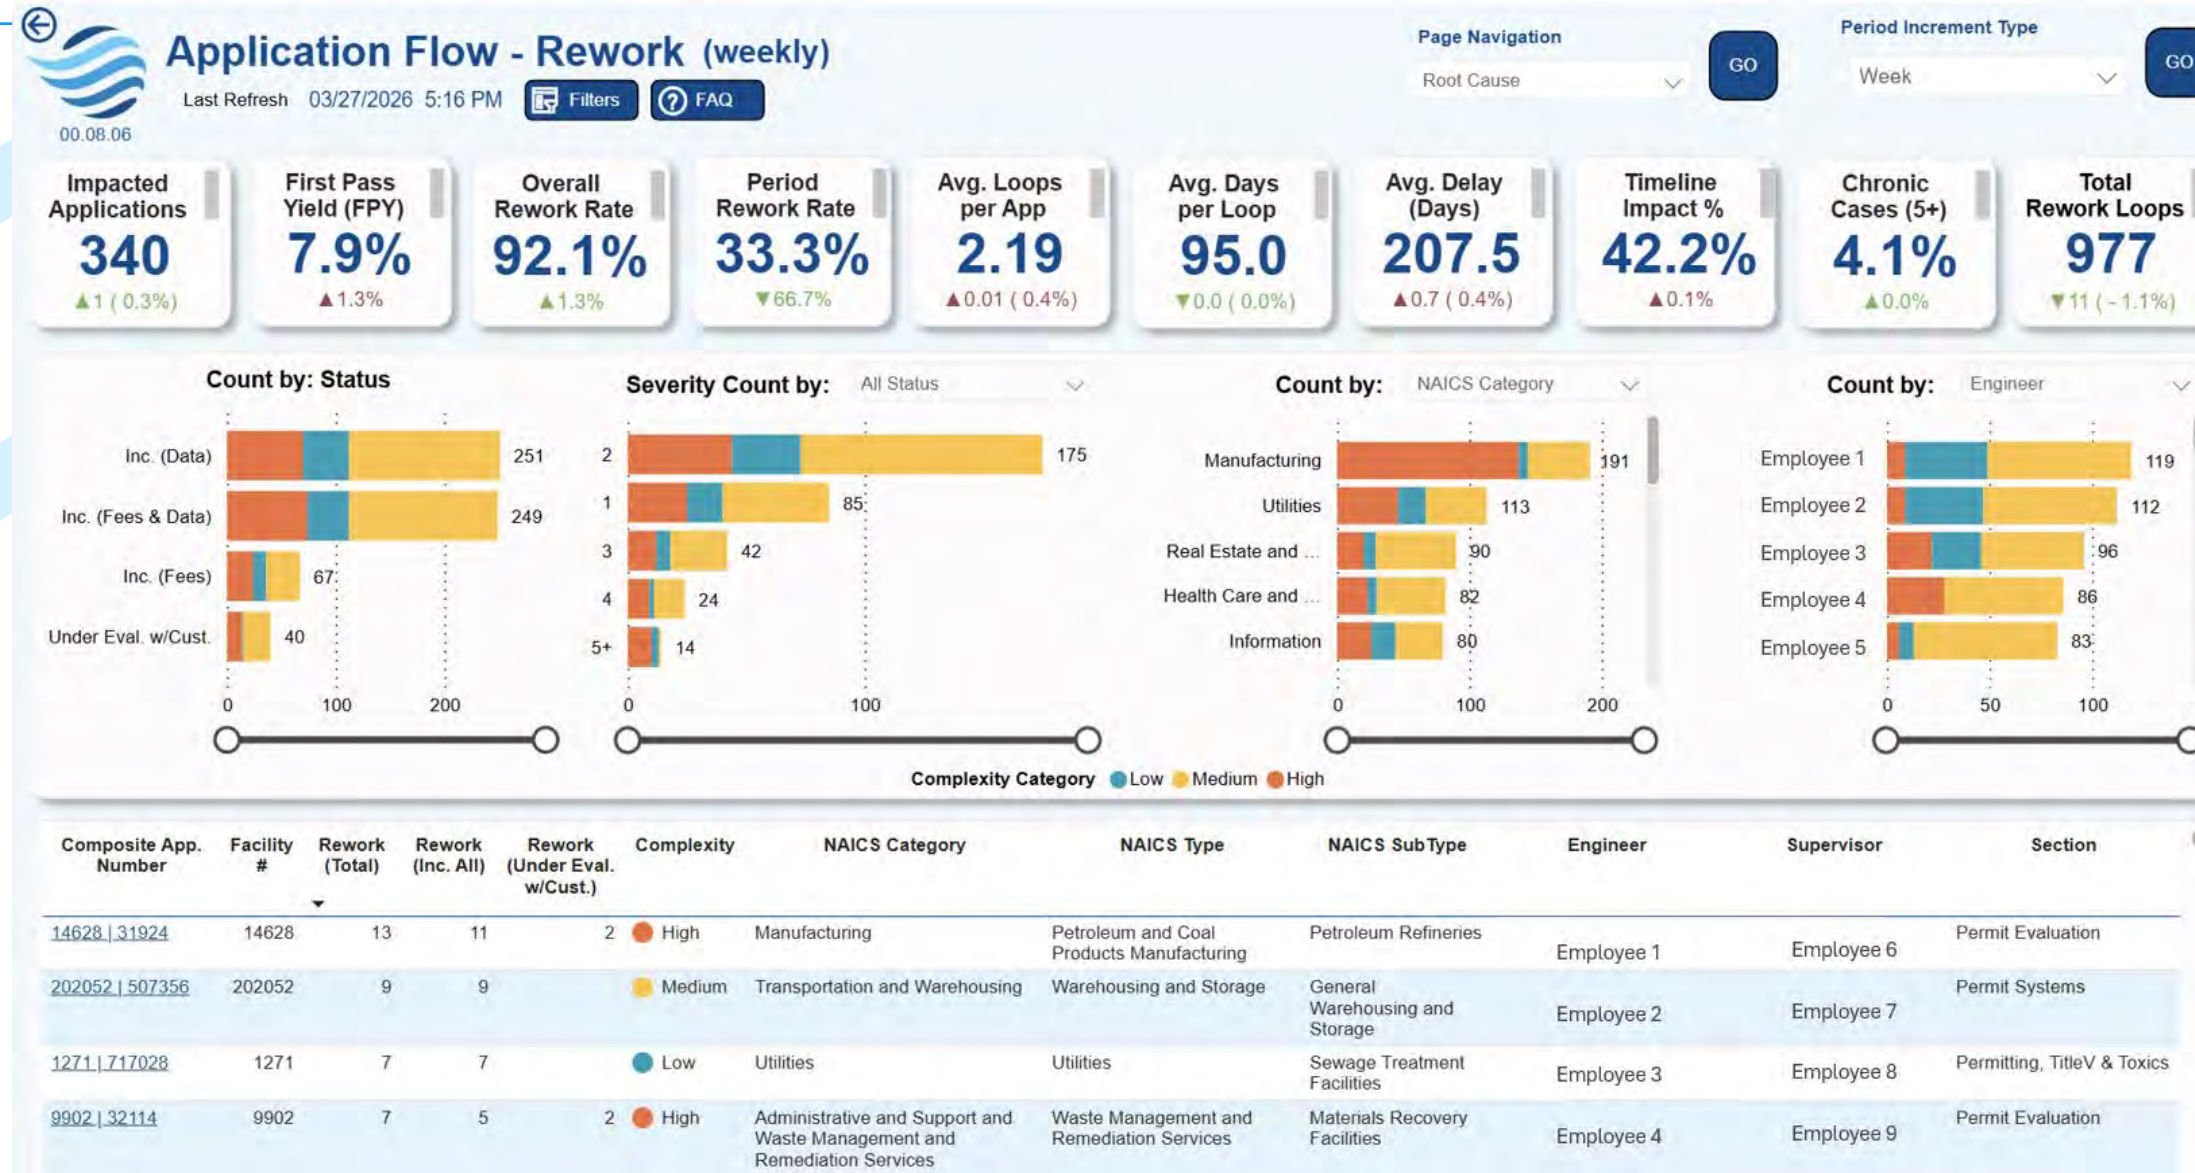 Application Flow - Rework (weekly)
Last Refresh 03/27/2026 5:16 PM Filters FAQ
00.08.06
Page Navigation
Root Cause
GO
Period Increment Type
Week
GO
Impacted Applications
340
▲1 ( 0.3%)
First Pass Yield (FPY)
7.9%
▲1.3%
Overall Rework Rate
92.1%
▲1.3%
Period Rework Rate
33.3%
▼66.7%
Avg. Loops per App
2.19
▲0.01 ( 0.4%)
Avg. Days per Loop
95.0
▼0.0 ( 0.0%)
Avg. Delay (Days)
207.5
▲0.7 ( 0.4%)
Timeline Impact %
42.2%
▲0.1%
Chronic Cases (5+)
4.1%
▲0.0%
Total Rework Loops
977
▼11 ( - 1.1%)
Count by: Status
Inc. (Data) 251
Inc. (Fees & Data) 249
Inc. (Fees) 67
Under Eval. w/Cust. 40
0 100 200
Severity Count by: All Status
2 175
1 85
3 42
4 24
5+ 14
0 100
Count by: NAICS Category
Manufacturing 191
Utilities 113
Real Estate and ... 90
Health Care and ... 82
Information 80
0 100 200
Count by: Engineer
Employee 1 119
Employee 2 112
Employee 3 96
Employee 4 86
Employee 5 83
0 50 100
Complexity Category Low Medium High
Composite App. Number Facility # Rework (Total) Rework (Inc. All) Rework (Under Eval. w/Cust.) Complexity NAICS Category NAICS Type NAICS SubType Engineer Supervisor Section
14628 | 31924 14628 13 11 2 High Manufacturing Petroleum and Coal Products Manufacturing Petroleum Refineries Employee 1 Employee 6 Permit Evaluation
202052 | 507356 202052 9 9 Medium Transportation and Warehousing Warehousing and Storage General Warehousing and Storage Employee 2 Employee 7 Permit Systems
1271 | 717028 1271 7 7 Low Utilities Utilities Sewage Treatment Facilities Employee 3 Employee 8 Permitting, TitleV & Toxics
9902 | 32114 9902 7 5 2 High Administrative and Support and Waste Management and Remediation Services Waste Management and Remediation Services Materials Recovery Facilities Employee 4 Employee 9 Permit Evaluation